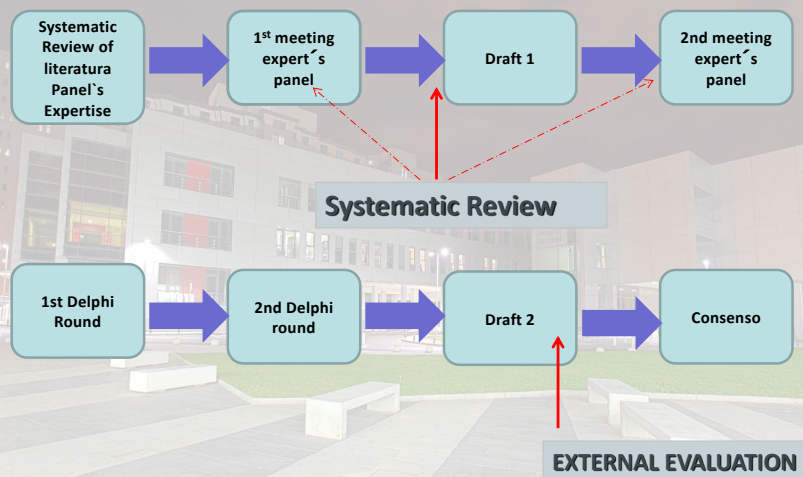 Systematic
Review of
literatura
Panel`s
Expertise
1st meeting
expert´s
panel
Draft 1
2nd meeting
expert´s
panel
Systematic Review
1st Delphi
Round
2nd Delphi
round
Draft 2
Consenso
EXTERNAL EVALUATION